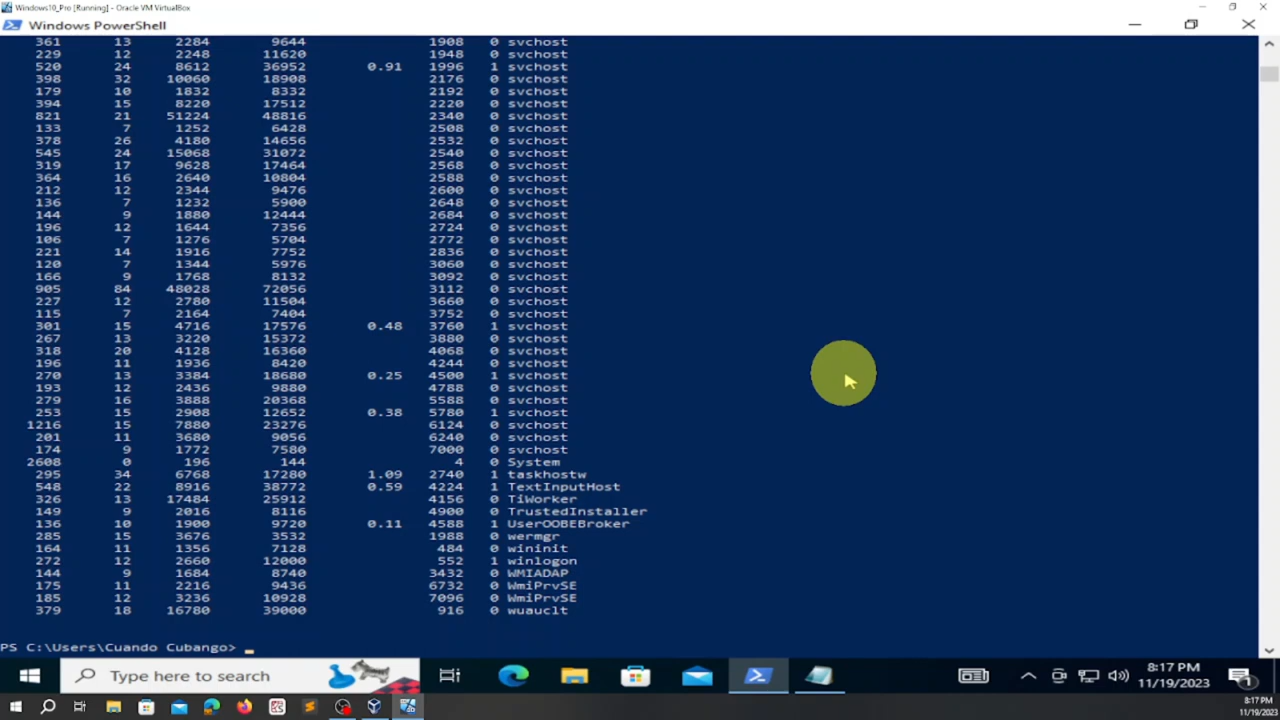 Windows10_Pro [Running] - Oracle VM VirtualBox
Windows PowerShell
361 13 2284 9644 1908 0 svchost
229 12 2248 11620 1948 0 svchost
520 24 8612 36952 0.91 1996 1 svchost
398 32 10060 18908 2176 0 svchost
179 10 1832 8332 2192 0 svchost
394 15 8220 17512 2220 0 svchost
821 21 51224 48816 2340 0 svchost
133 7 1252 6428 2508 0 svchost
378 26 4180 14656 2532 0 svchost
545 24 15068 31072 2540 0 svchost
319 17 9628 17464 2568 0 svchost
364 16 2640 10804 2588 0 svchost
212 12 2344 9476 2600 0 svchost
136 7 1232 5900 2648 0 svchost
144 9 1880 12444 2684 0 svchost
196 12 1644 7356 2724 0 svchost
106 7 1276 5704 2772 0 svchost
221 14 1916 7752 2836 0 svchost
120 7 1344 5976 3060 0 svchost
166 9 1768 8132 3092 0 svchost
905 84 48028 72056 3112 0 svchost
227 12 2780 11504 3660 0 svchost
115 7 2164 7404 3752 0 svchost
301 15 4716 17576 0.48 3760 1 svchost
267 13 3220 15372 3880 0 svchost
318 20 4128 16360 4068 0 svchost
196 11 1936 8420 4244 0 svchost
270 13 3384 18680 0.25 4500 1 svchost
193 12 2436 9880 4788 0 svchost
279 16 3888 20368 5588 0 svchost
253 15 2908 12652 0.38 5780 1 svchost
1216 15 7880 23276 6124 0 svchost
201 11 3680 9056 6240 0 svchost
174 9 1772 7580 7000 0 svchost
2608 0 196 144 4 0 System
295 34 6768 17280 1.09 2740 1 taskhostw
548 22 8916 38772 0.59 4224 1 TextInputHost
326 13 17484 25912 4156 0 TiWorker
149 9 2016 8116 4900 0 TrustedInstaller
136 10 1900 9720 0.11 4588 1 UserOOBEBroker
285 15 3676 3532 1988 0 wermgr
164 11 1356 7128 484 0 wininit
272 12 2660 12000 552 1 winlogon
144 9 1684 8740 3432 0 WMIADAP
175 11 2216 9436 6732 0 WmiPrvSE
185 12 3236 10928 7096 0 WmiPrvSE
379 18 16780 39000 916 0 wuauclt
PS C:\Users\Cuando Cubango> _
Type here to search
8:17 PM
11/19/2023
1
8:17 PM
11/19/2023